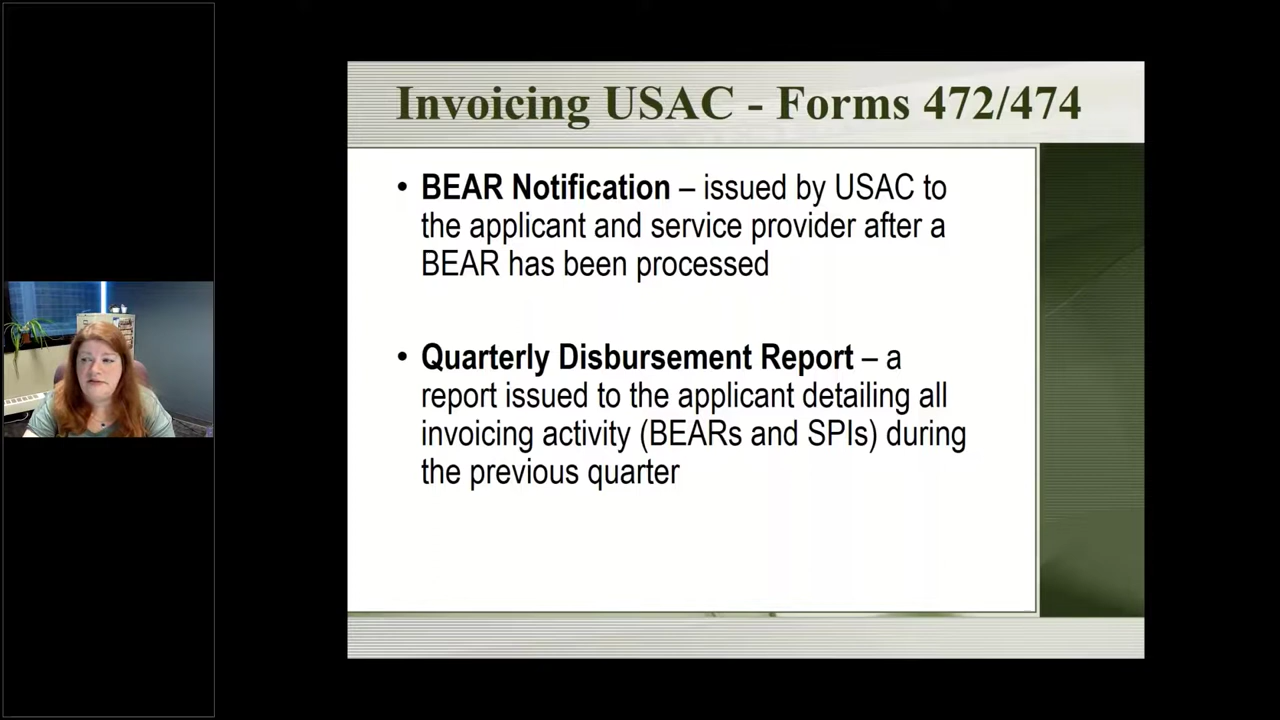 Invoicing USAC - Forms 472/474
• BEAR Notification – issued by USAC to
the applicant and service provider after a
BEAR has been processed
• Quarterly Disbursement Report – a
report issued to the applicant detailing all
invoicing activity (BEARs and SPIs) during
the previous quarter